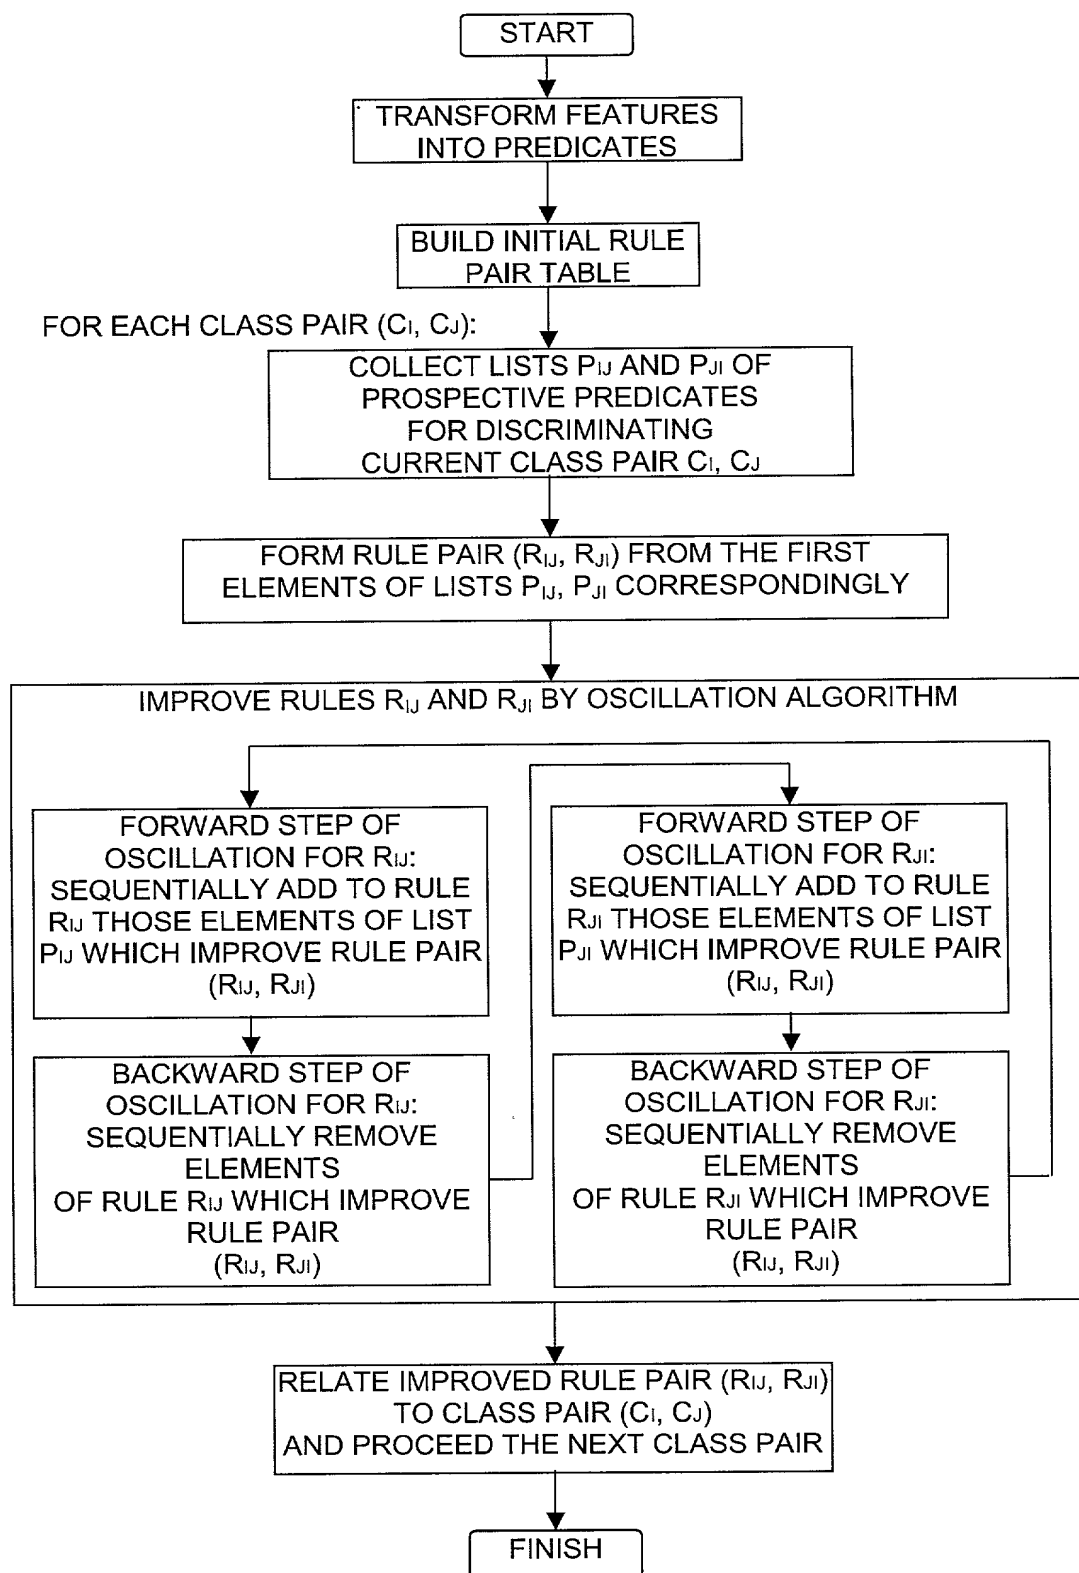 START
TRANSFORM FEATURES
INTO PREDICATES
BUILD INITIAL RULE
PAIR TABLE
FOR EACH CLASS PAIR (CI, CJ):
COLLECT LISTS PIJ AND PJI OF
PROSPECTIVE PREDICATES
FOR DISCRIMINATING
CURRENT CLASS PAIR CI, CJ
FORM RULE PAIR (RIJ, RJI) FROM THE FIRST
ELEMENTS OF LISTS PIJ, PJI CORRESPONDINGLY
IMPROVE RULES RIJ AND RJI BY OSCILLATION ALGORITHM
FORWARD STEP OF
OSCILLATION FOR RIJ:
SEQUENTIALLY ADD TO RULE
RIJ THOSE ELEMENTS OF LIST
PIJ WHICH IMPROVE RULE PAIR
(RIJ, RJI)
BACKWARD STEP OF
OSCILLATION FOR RIJ:
SEQUENTIALLY REMOVE
ELEMENTS
OF RULE RIJ WHICH IMPROVE
RULE PAIR
(RIJ, RJI)
FORWARD STEP OF
OSCILLATION FOR RJI:
SEQUENTIALLY ADD TO RULE
RJI THOSE ELEMENTS OF LIST
PJI WHICH IMPROVE RULE PAIR
(RIJ, RJI)
BACKWARD STEP OF
OSCILLATION FOR RJI:
SEQUENTIALLY REMOVE
ELEMENTS
OF RULE RJI WHICH IMPROVE
RULE PAIR
(RIJ, RJI)
RELATE IMPROVED RULE PAIR (RIJ, RJI)
TO CLASS PAIR (CI, CJ)
AND PROCEED THE NEXT CLASS PAIR
FINISH